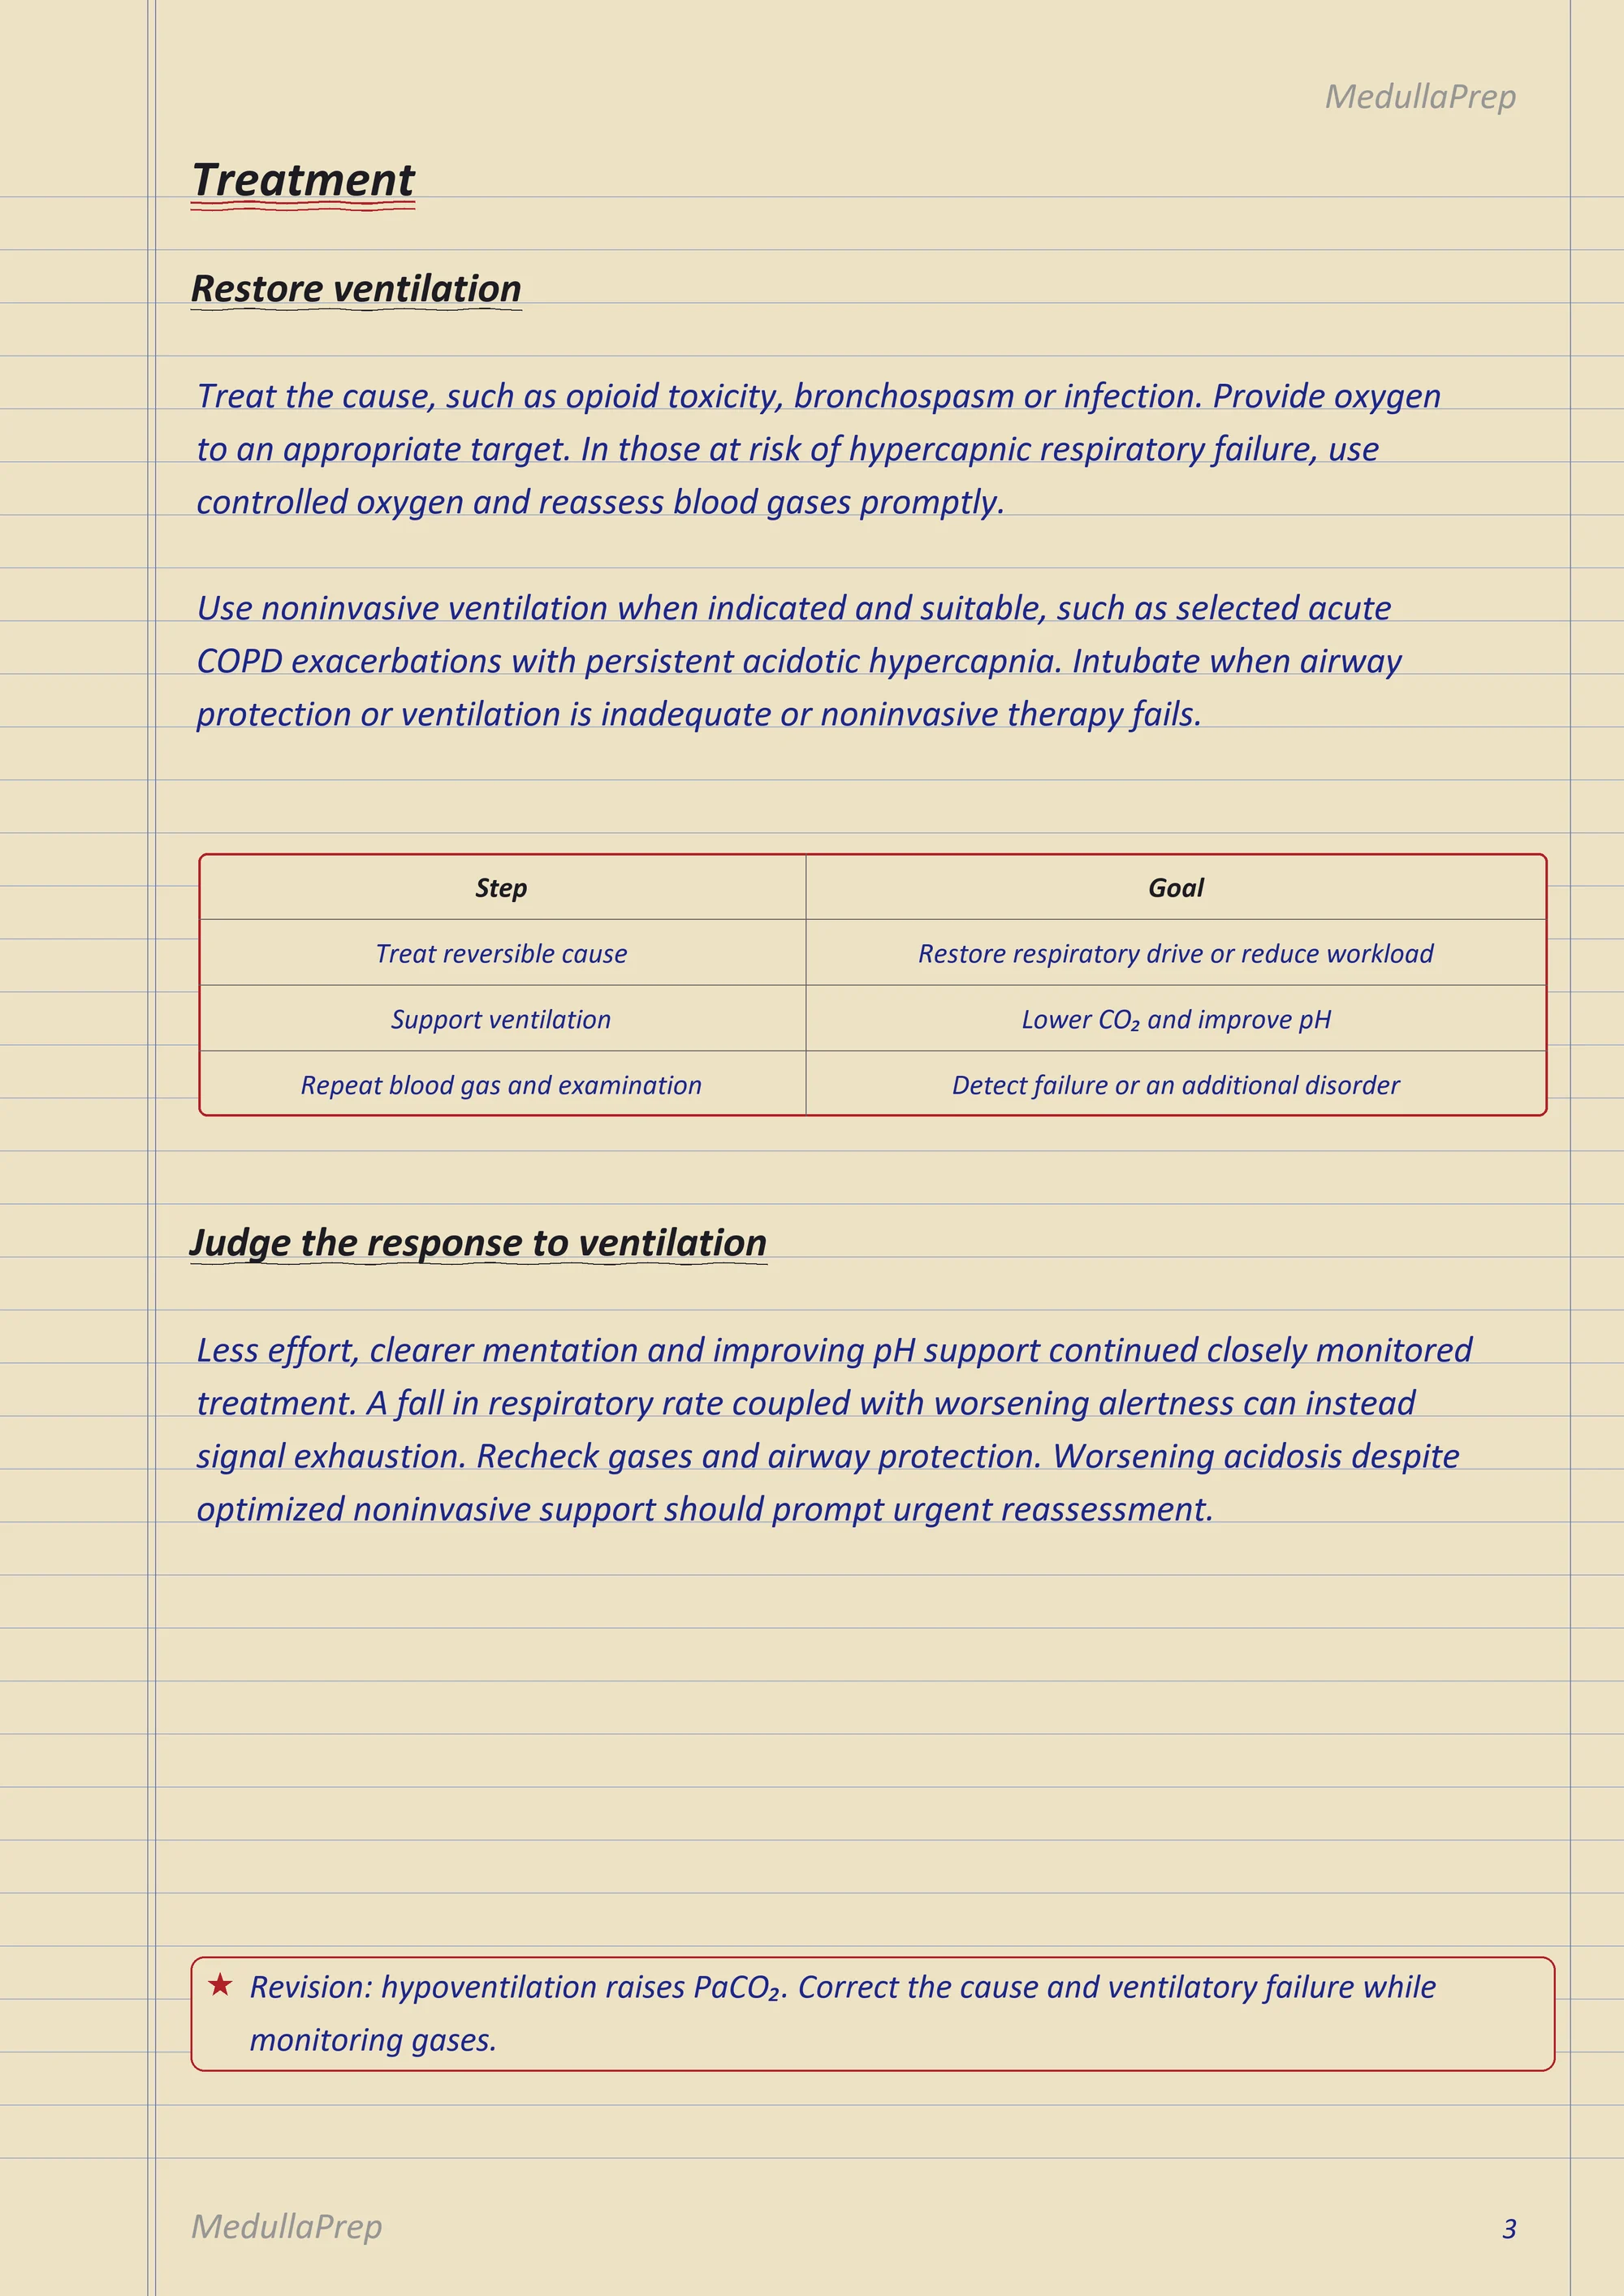 MedullaPrep
Treatment
Restore ventilation
Treat the cause, such as opioid toxicity, bronchospasm or infection. Provide oxygen
to an appropriate target. In those at risk of hypercapnic respiratory failure, use
controlled oxygen and reassess blood gases promptly.
Use noninvasive ventilation when indicated and suitable, such as selected acute
COPD exacerbations with persistent acidotic hypercapnia. Intubate when airway
protection or ventilation is inadequate or noninvasive therapy fails.
Step Goal
Treat reversible cause Restore respiratory drive or reduce workload
Support ventilation Lower CO₂ and improve pH
Repeat blood gas and examination Detect failure or an additional disorder
Judge the response to ventilation
Less effort, clearer mentation and improving pH support continued closely monitored
treatment. A fall in respiratory rate coupled with worsening alertness can instead
signal exhaustion. Recheck gases and airway protection. Worsening acidosis despite
optimized noninvasive support should prompt urgent reassessment.
★ Revision: hypoventilation raises PaCO₂. Correct the cause and ventilatory failure while
monitoring gases.
MedullaPrep 3